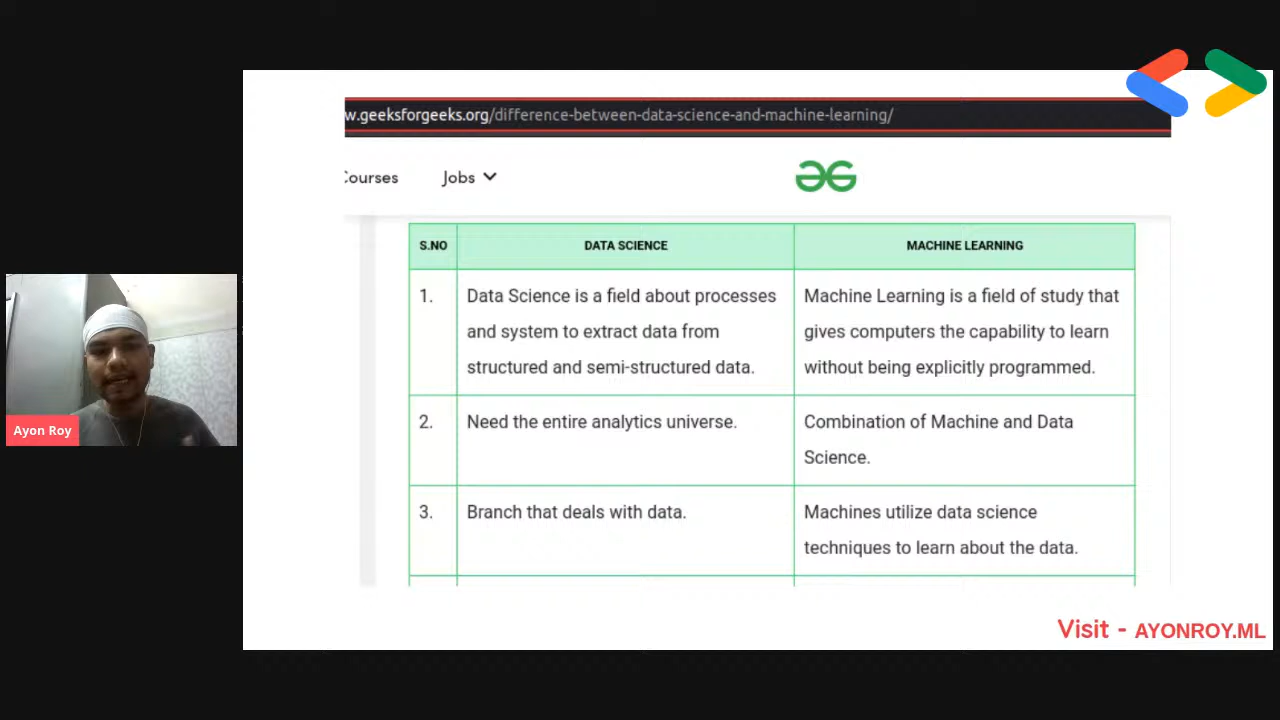 w.geeksforgeeks.org/difference-between-data-science-and-machine-learning/
Courses Jobs
S.NO DATA SCIENCE MACHINE LEARNING
1. Data Science is a field about processes Machine Learning is a field of study that
and system to extract data from gives computers the capability to learn
structured and semi-structured data. without being explicitly programmed.
2. Need the entire analytics universe. Combination of Machine and Data
Science.
3. Branch that deals with data. Machines utilize data science
techniques to learn about the data.
Ayon Roy
Visit - AYONROY.ML